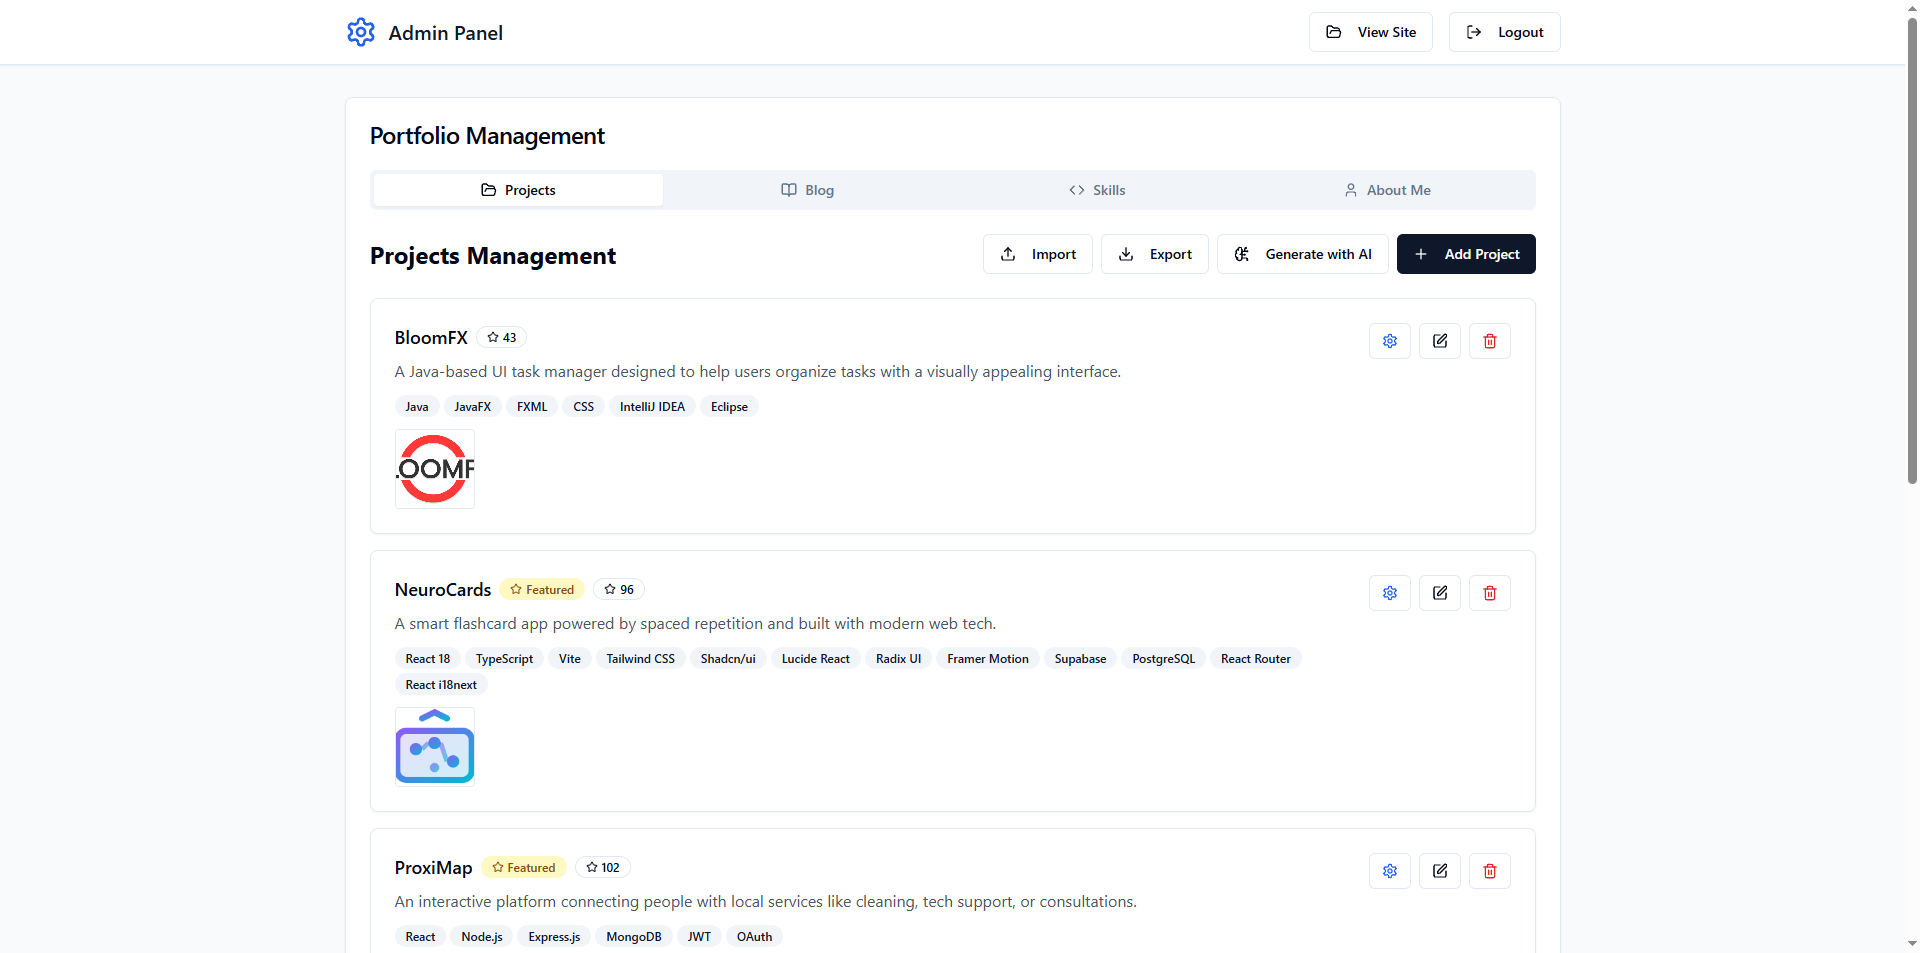 Admin Panel
View Site
Logout
Portfolio Management
Projects
Blog
Skills
About Me
Projects Management
Import
Export
Generate with AI
Add Project
BloomFX 43
A Java-based UI task manager designed to help users organize tasks with a visually appealing interface.
Java JavaFX FXML CSS IntelliJ IDEA Eclipse
OOMF
NeuroCards Featured 96
A smart flashcard app powered by spaced repetition and built with modern web tech.
React 18 TypeScript Vite Tailwind CSS Shadcn/ui Lucide React Radix UI Framer Motion Supabase PostgreSQL React Router
React i18next
ProxiMap Featured 102
An interactive platform connecting people with local services like cleaning, tech support, or consultations.
React Node.js Express.js MongoDB JWT OAuth